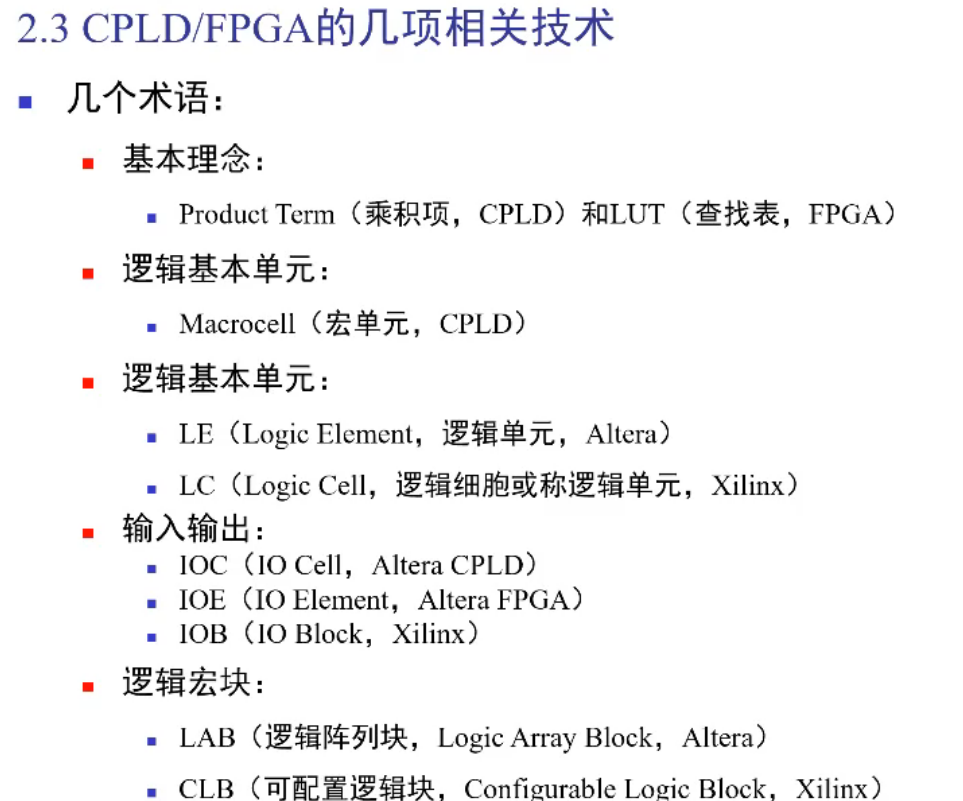 2.3 CPLD/FPGA的几项相关技术
几个术语：
基本理念：
Product Term（乘积项，CPLD）和LUT（查找表，FPGA）
逻辑基本单元：
Macrocell（宏单元，CPLD）
逻辑基本单元：
LE（Logic Element，逻辑单元，Altera）
LC（Logic Cell，逻辑细胞或称逻辑单元，Xilinx）
输入输出：
IOC（IO Cell，Altera CPLD）
IOE（IO Element，Altera FPGA）
IOB（IO Block，Xilinx）
逻辑宏块：
LAB（逻辑阵列块，Logic Array Block，Altera）
CLB（可配置逻辑块，Configurable Logic Block，Xilinx）